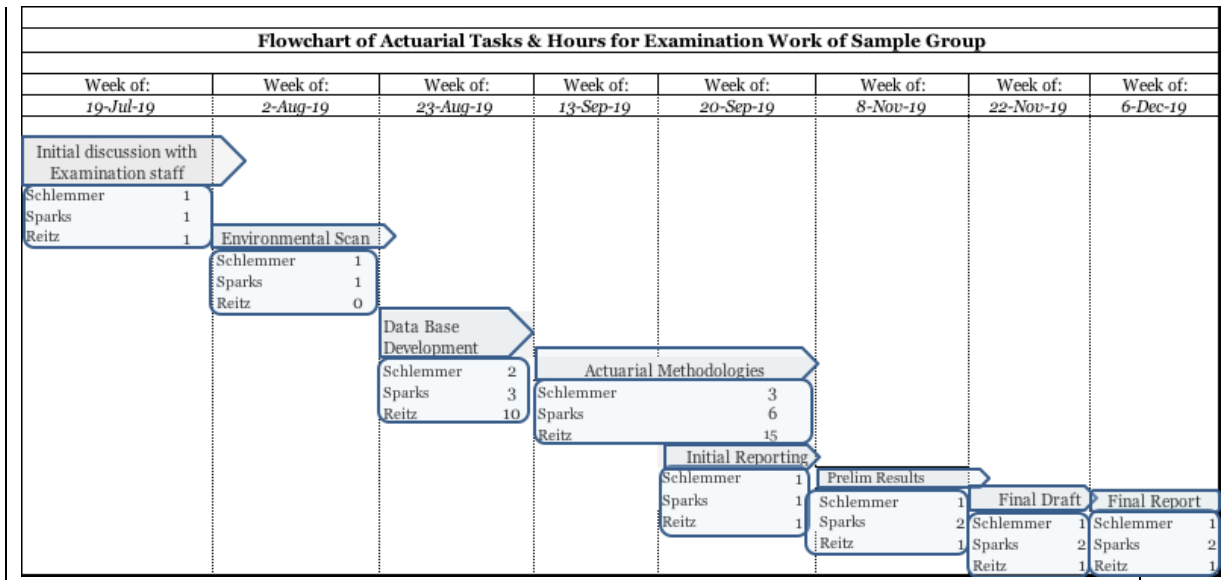 Flowchart of Actuarial Tasks & Hours for Examination Work of Sample Group
Week of: Week of: Week of: Week of: Week of: Week of: Week of: Week of:
19-Jul-19 2-Aug-19 23-Aug-19 13-Sep-19 20-Sep-19 8-Nov-19 22-Nov-19 6-Dec-19
Initial discussion with
Examination staff
Schlemmer 1
Sparks 1
Reitz 1
Environmental Scan
Schlemmer 1
Sparks 1
Reitz 0
Data Base
Development
Schlemmer 2
Sparks 3
Reitz 10
Actuarial Methodologies
Schlemmer 3
Sparks 6
Reitz 15
Initial Reporting
Schlemmer 1
Sparks 1
Reitz 1
Prelim Results
Schlemmer 1
Sparks 2
Reitz 1
Final Draft
Schlemmer 1
Sparks 2
Reitz 1
Final Report
Schlemmer 1
Sparks 2
Reitz 1